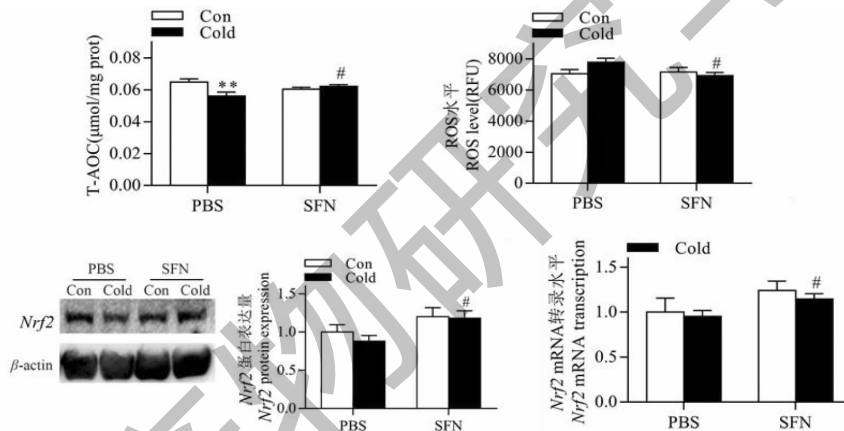 Con
Cold
T-AOC(μmol/mg prot)
0.08
0.06
0.04
0.02
0.00
**
#
PBS
SFN
Con
Cold
ROS水平
ROS level(RFU)
8000
6000
4000
2000
0
#
PBS
SFN
PBS
SFN
Con Cold Con Cold
Nrf2
β-actin
Con
Cold
Nrf2 蛋白表达量
Nrf2 protein expression
1.5
1.0
0.5
0.0
#
PBS
SFN
Cold
Nrf2 mRNA转录水平
Nrf2 mRNA transcription
1.5
1.0
0.5
0.0
#
PBS
SFN
物研究